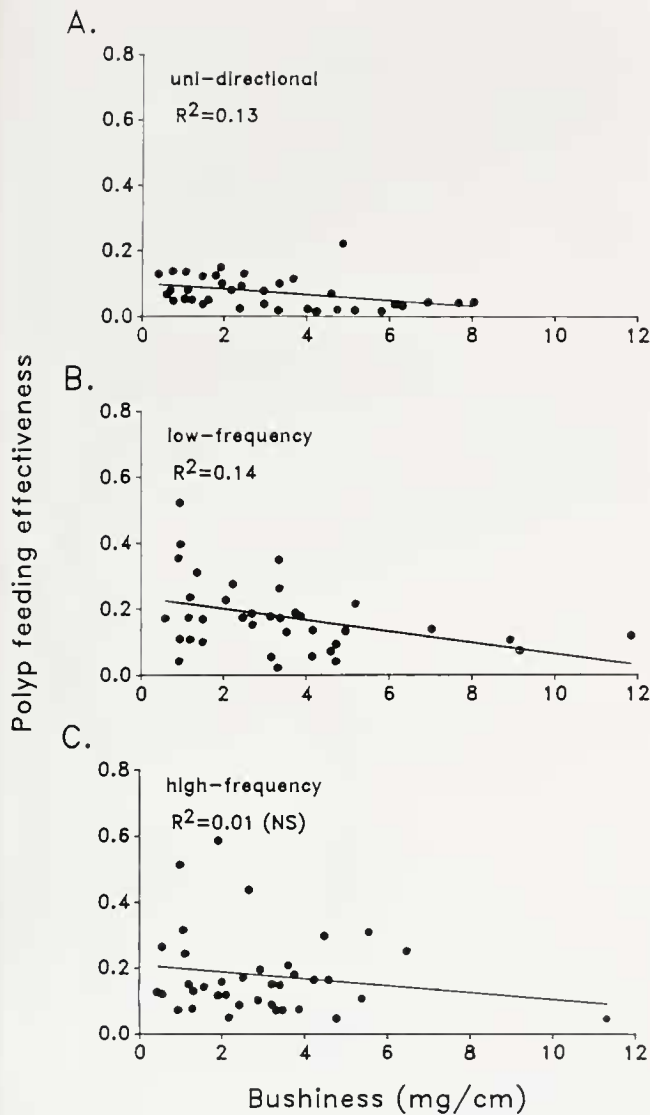 A.
0.8
uni-directional
R²=0.13
0.6
0.4
0.2
0.0
0 2 4 6 8 10 12
B.
0.8
low-frequency
R²=0.14
0.6
0.4
0.2
0.0
0 2 4 6 8 10 12
C.
0.8
high-frequency
R²=0.01 (NS)
0.6
0.4
0.2
0.0
0 2 4 6 8 10 12
Polyp feeding effectiveness
Bushiness (mg/cm)